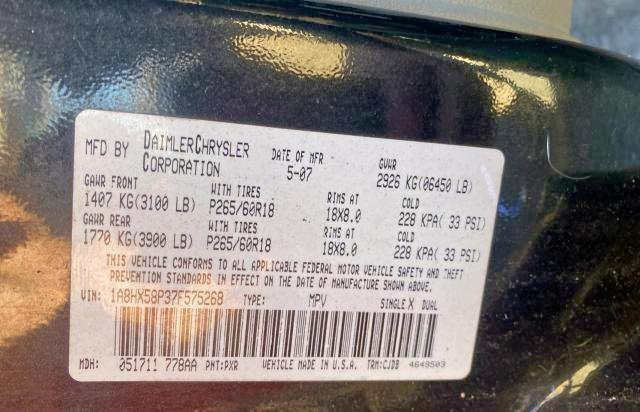 MFD BY DAIMLERCHRYSLER CORPORATION DATE OF MFR 5-07 GVWR 2926 KG(06450 LB)
GAWR FRONT WITH TIRES RIMS AT COLD
1407 KG(3100 LB) P265/60R18 18X8.0 228 KPA( 33 PSI)
GAWR REAR WITH TIRES RIMS AT COLD
1770 KG(3900 LB) P265/60R18 18X8.0 228 KPA( 33 PSI)
THIS VEHICLE CONFORMS TO ALL APPLICABLE FEDERAL MOTOR VEHICLE SAFETY AND THEFT
PREVENTION STANDARDS IN EFFECT ON THE DATE OF MANUFACTURE SHOWN ABOVE.
VIN: 1A8HX58P37F575268 TYPE: MPV SINGLE X DUAL
MDH: 051711 778AA PNT:PXR VEHICLE MADE IN U.S.A. TRM:CJDB 4649503